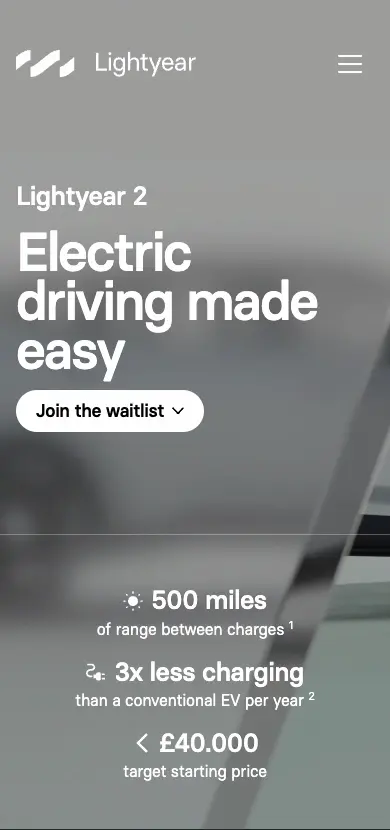 Lightyear
Lightyear 2
Electric
driving made
easy
Join the waitlist
500 miles
of range between charges ¹
3x less charging
than a conventional EV per year ²
< £40.000
target starting price